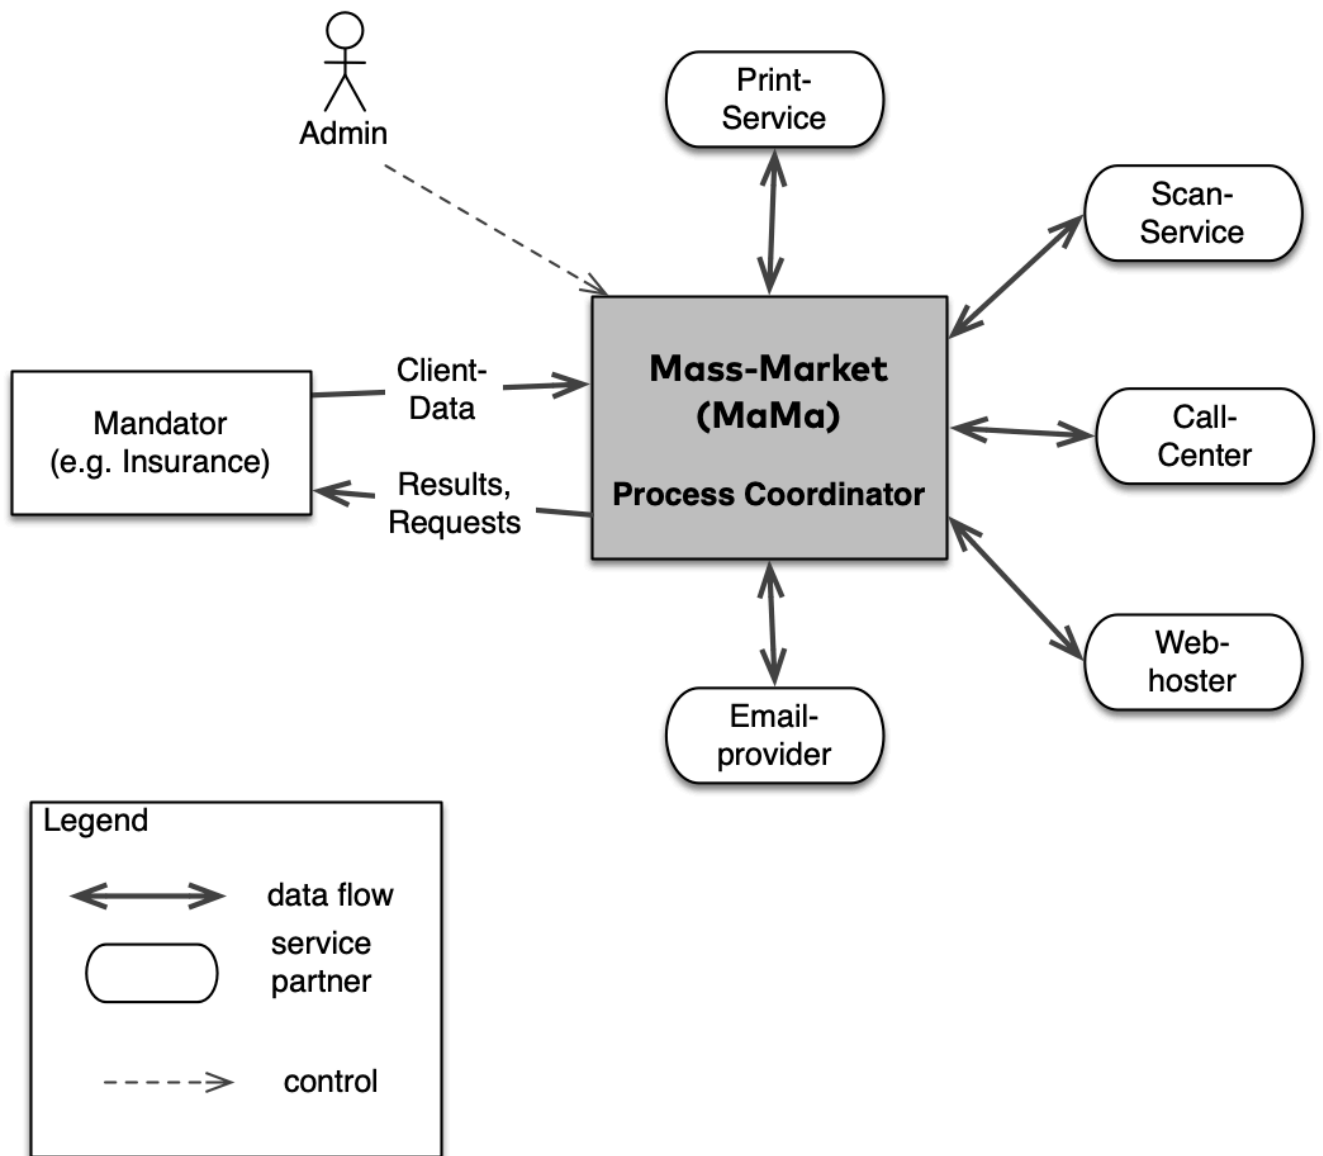 Admin
Print-
Service
Scan-
Service
Mandator
(e.g. Insurance)
Client-
Data
Results,
Requests
Mass-Market
(MaMa)
Process Coordinator
Call-
Center
Web-
hoster
Email-
provider
Legend
data flow
service
partner
control